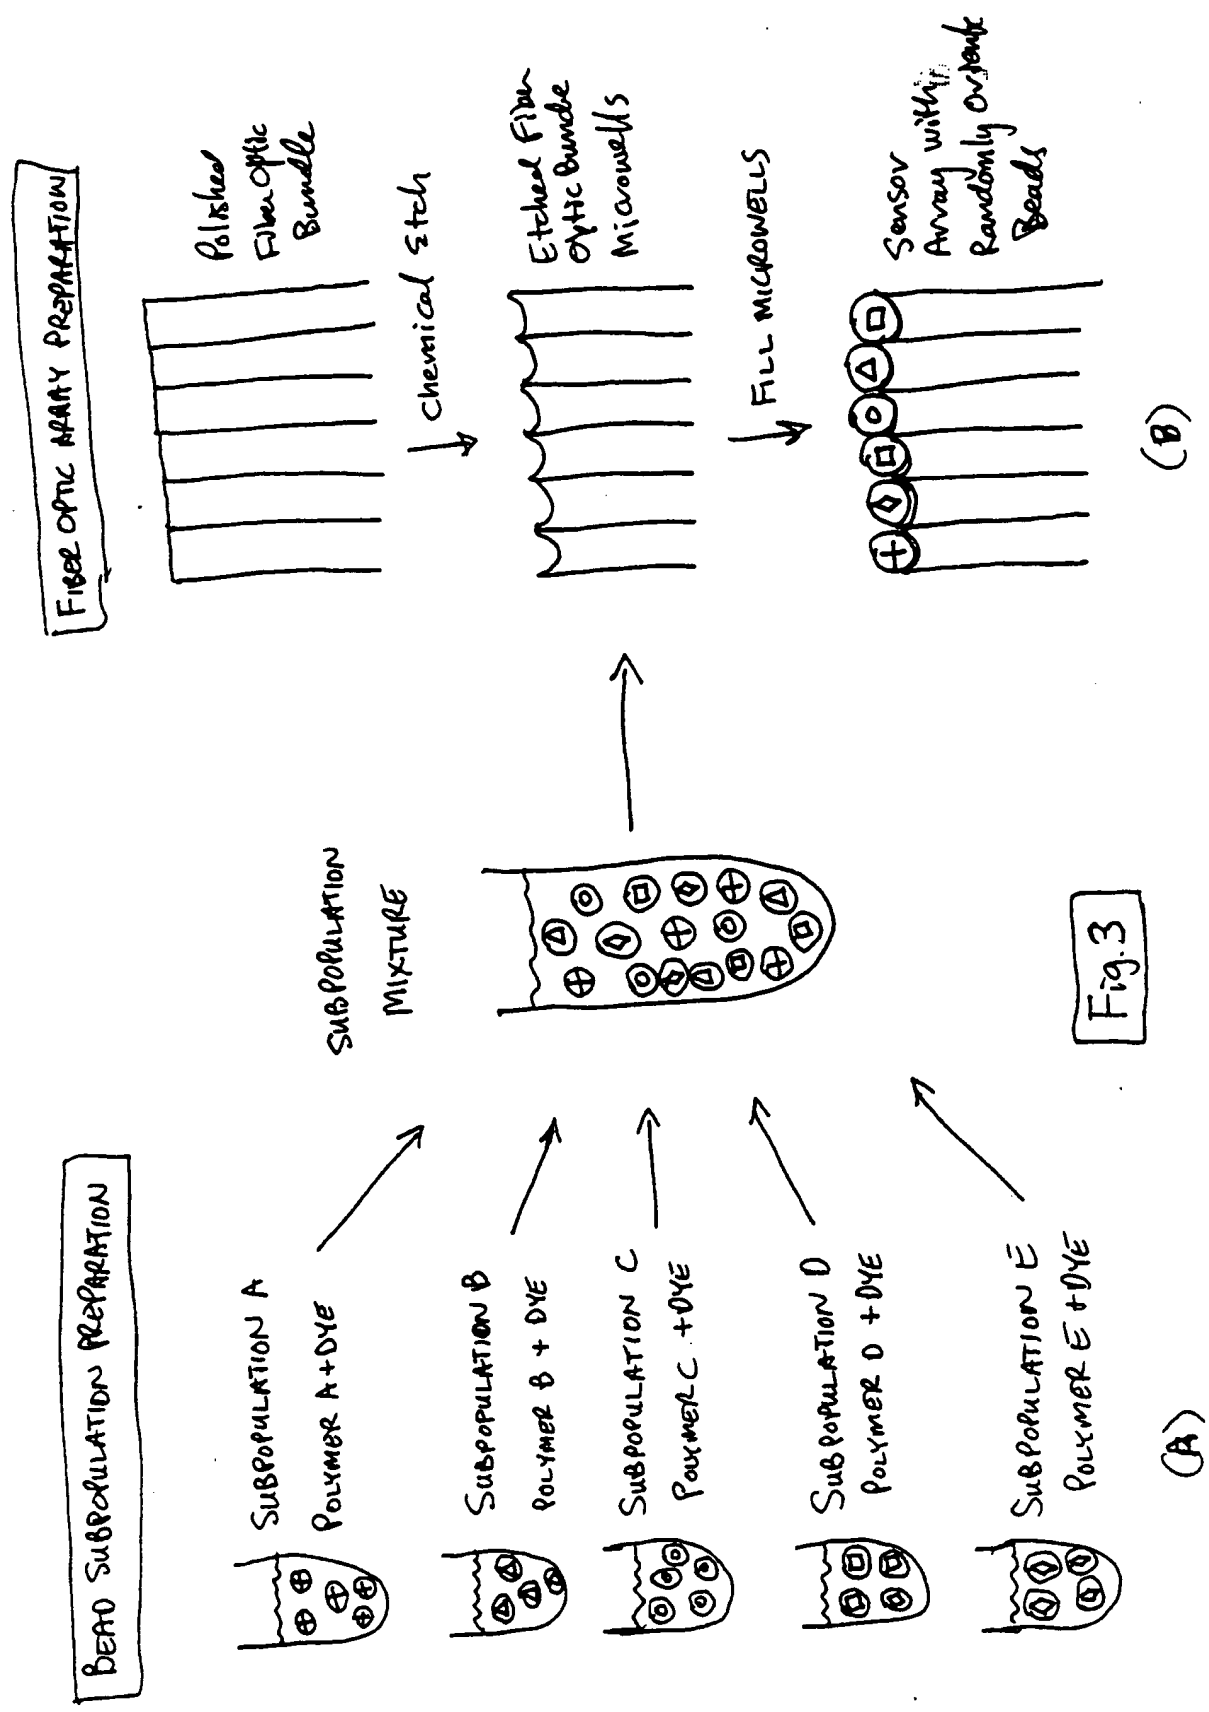 BEAD SUBPOPULATION PREPARATION
SUBPOPULATION A
POLYMER A + DYE
SUBPOPULATION B
POLYMER B + DYE
SUBPOPULATION C
POLYMER C + DYE
SUBPOPULATION D
POLYMER D + DYE
SUBPOPULATION E
POLYMER E + DYE
(A)
SUBPOPULATION
MIXTURE
Fig. 3
FIBER OPTIC ARRAY PREPARATION
Polished
Fiber Optic
Bundle
Chemical Etch
Etched Fiber
Optic Bundle
Microwells
FILL MICROWELLS
Sensor
Array with
Randomly
Beads
(B)